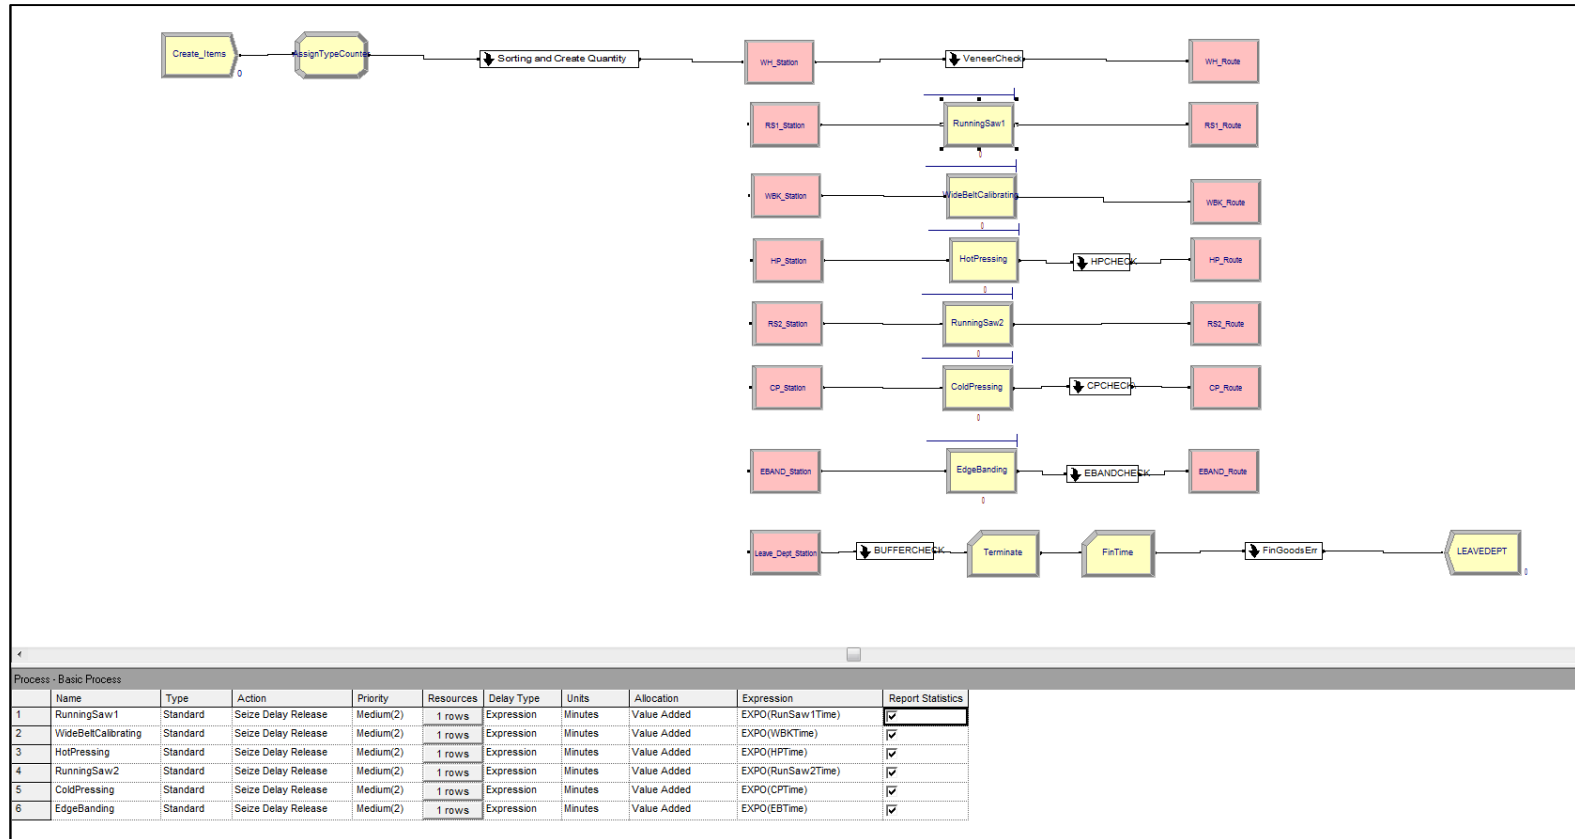 Create_Items
0
AssignTypeCounter
Sorting and Create Quantity
WH_Station
VeneerCheck
WH_Route
RS1_Station
RunningSaw1
0
RS1_Route
WBK_Station
WideBeltCalibrating
0
WBK_Route
HP_Station
HotPressing
0
HPCHECK
HP_Route
RS2_Station
RunningSaw2
0
RS2_Route
CP_Station
ColdPressing
0
CPCHECK
CP_Route
EBAND_Station
EdgeBanding
0
EBANDCHECK
EBAND_Route
Leave_Dept_Station
BUFFERCHECK
Terminate
FinTime
FinGoodsErr
LEAVEDEPT
0
Process - Basic Process
Name Type Action Priority Resources Delay Type Units Allocation Expression Report Statistics
1 RunningSaw1 Standard Seize Delay Release Medium(2) 1 rows Expression Minutes Value Added EXPO(RunSaw1Time)
2 WideBeltCalibrating Standard Seize Delay Release Medium(2) 1 rows Expression Minutes Value Added EXPO(WBKTime)
3 HotPressing Standard Seize Delay Release Medium(2) 1 rows Expression Minutes Value Added EXPO(HPTime)
4 RunningSaw2 Standard Seize Delay Release Medium(2) 1 rows Expression Minutes Value Added EXPO(RunSaw2Time)
5 ColdPressing Standard Seize Delay Release Medium(2) 1 rows Expression Minutes Value Added EXPO(CPTime)
6 EdgeBanding Standard Seize Delay Release Medium(2) 1 rows Expression Minutes Value Added EXPO(EBTime)